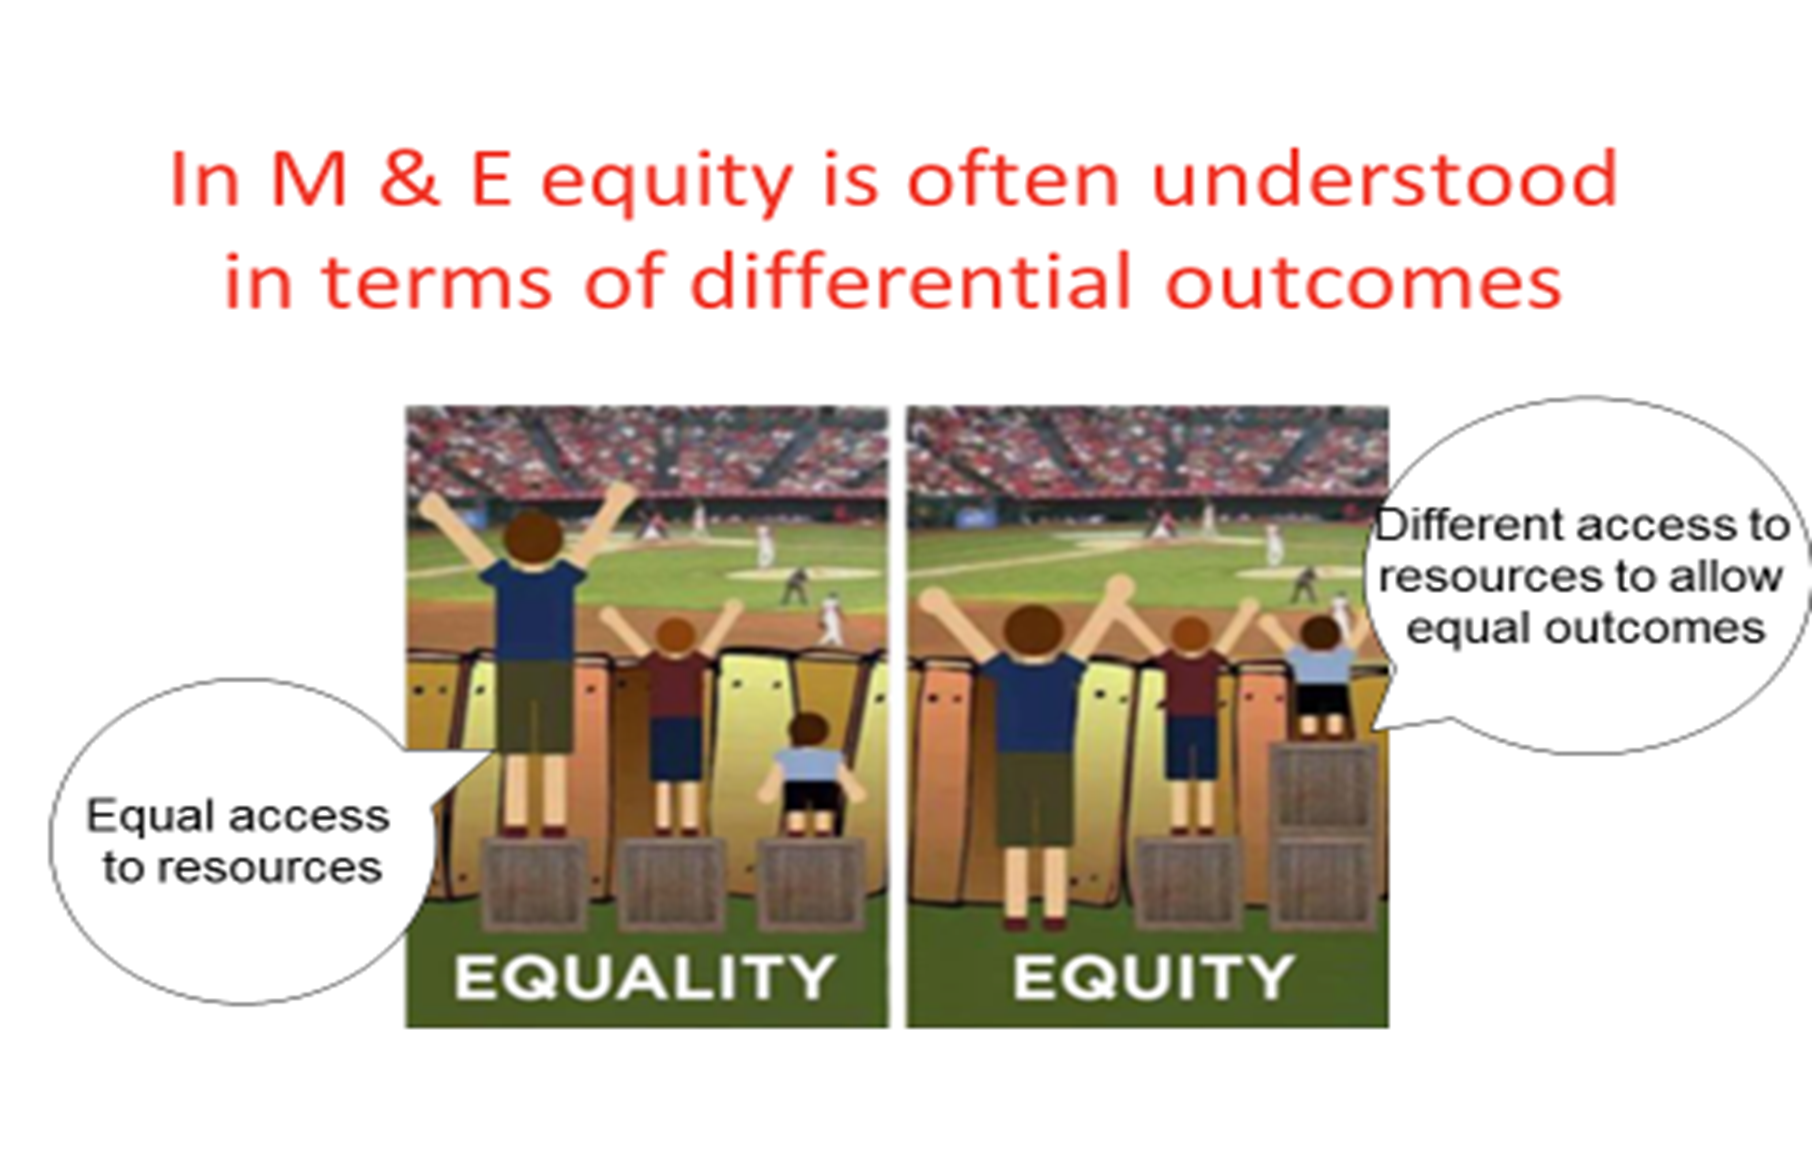 In M & E equity is often understood
in terms of differential outcomes
Different access to
resources to allow
equal outcomes
Equal access
to resources
EQUALITY
EQUITY